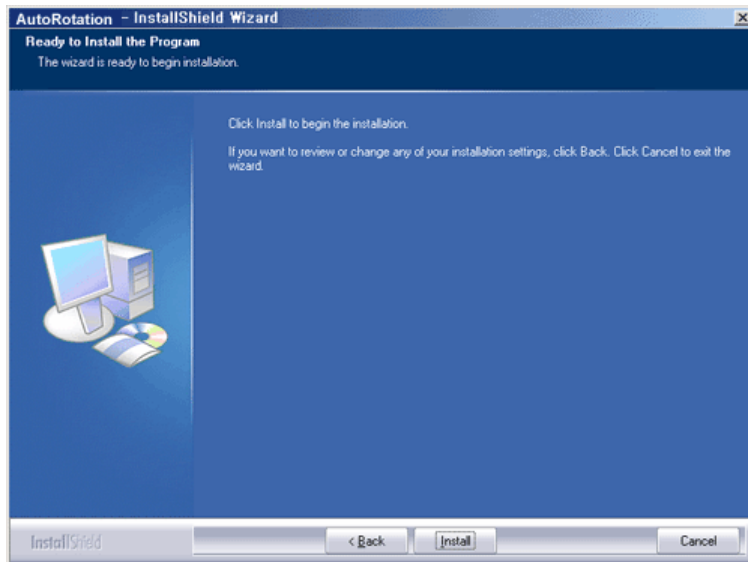 AutoRotation - InstallShield Wizard
Ready to Install the Program
The wizard is ready to begin installation.
Click Install to begin the installation.
If you want to review or change any of your installation settings, click Back. Click Cancel to exit the
wizard.
InstallShield
< Back
Install
Cancel